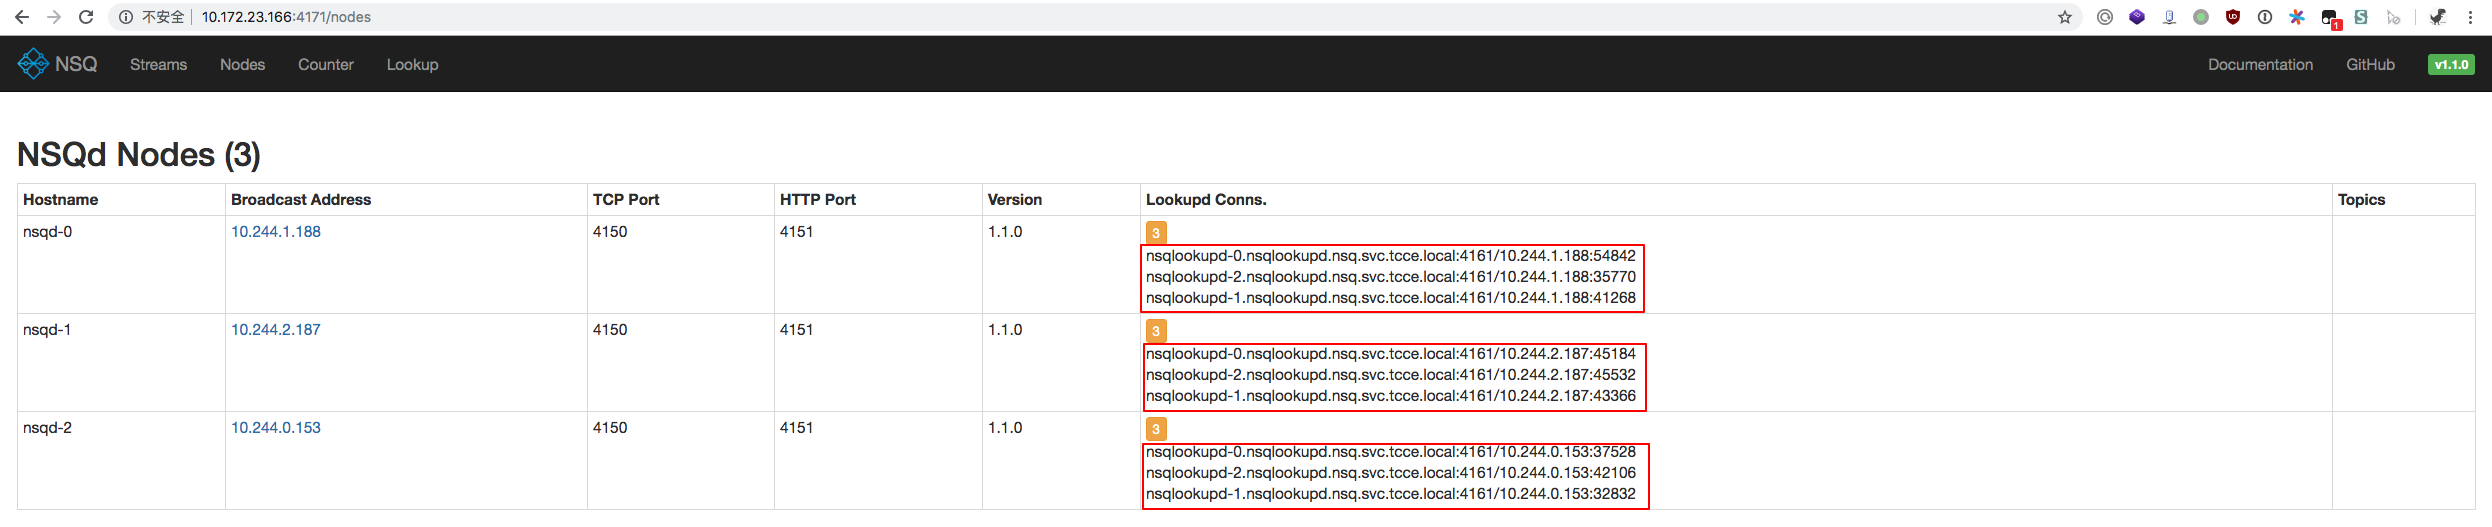 不安全 10.172.23.166:4171/nodes
1
NSQ Streams Nodes Counter Lookup Documentation GitHub v1.1.0
NSQd Nodes (3)
Hostname Broadcast Address TCP Port HTTP Port Version Lookupd Conns. Topics
nsqd-0 10.244.1.188 4150 4151 1.1.0 3
nsqlookupd-0.nsqlookupd.nsq.svc.tcce.local:4161/10.244.1.188:54842
nsqlookupd-2.nsqlookupd.nsq.svc.tcce.local:4161/10.244.1.188:35770
nsqlookupd-1.nsqlookupd.nsq.svc.tcce.local:4161/10.244.1.188:41268
nsqd-1 10.244.2.187 4150 4151 1.1.0 3
nsqlookupd-0.nsqlookupd.nsq.svc.tcce.local:4161/10.244.2.187:45184
nsqlookupd-2.nsqlookupd.nsq.svc.tcce.local:4161/10.244.2.187:45532
nsqlookupd-1.nsqlookupd.nsq.svc.tcce.local:4161/10.244.2.187:43366
nsqd-2 10.244.0.153 4150 4151 1.1.0 3
nsqlookupd-0.nsqlookupd.nsq.svc.tcce.local:4161/10.244.0.153:37528
nsqlookupd-2.nsqlookupd.nsq.svc.tcce.local:4161/10.244.0.153:42106
nsqlookupd-1.nsqlookupd.nsq.svc.tcce.local:4161/10.244.0.153:32832